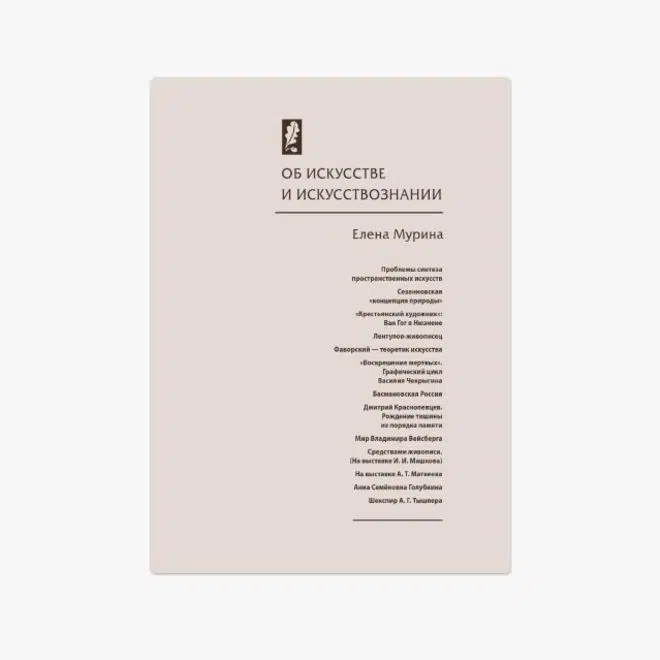 ОБ ИСКУССТВЕ
И ИСКУССТВОЗНАНИИ
Елена Мурина
Проблемы синтеза
пространственных искусств
Сезанновская
«концепция природы»
«Крестьянский художник»:
Ван Гог в Нюэнене
Лентулов-живописец
Фаворский — теоретик искусства
«Воскрешение мертвых».
Графический цикл
Василия Чекрыгина
Басмановская Россия
Дмитрий Краснопевцев.
Рождение тишины
из порядка памяти
Мир Владимира Вейсберга
Средствами живописи.
(На выставке И. И. Машкова)
На выставке А. Т. Матвеева
Анна Семёновна Голубкина
Шекспир А. Г. Тышлера